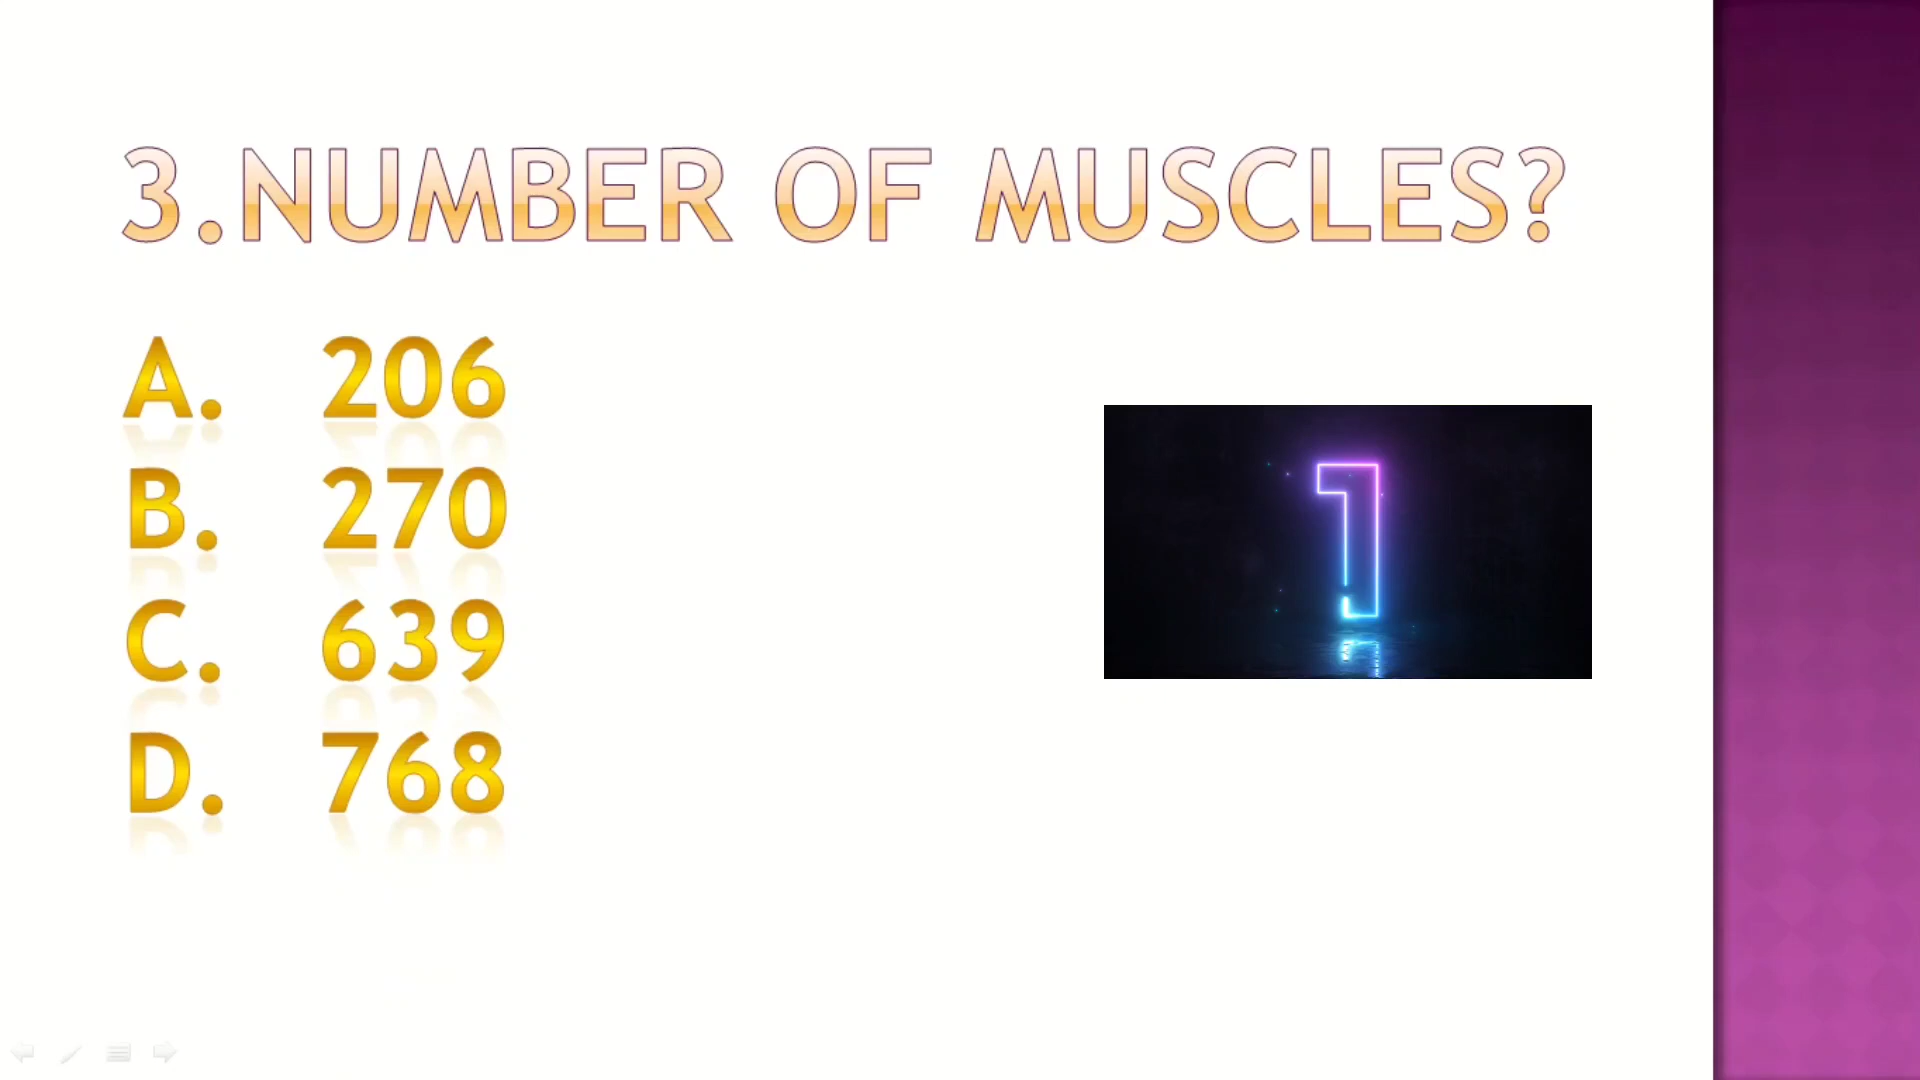 3.NUMBER OF MUSCLES?
A. 206
B. 270
C. 639
1
D. 768